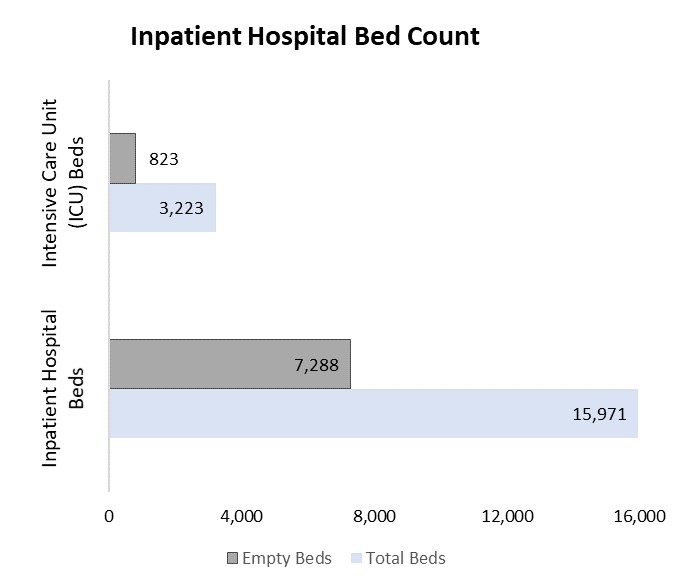 Inpatient Hospital Bed Count
Intensive Care Unit
(ICU) Beds
823
3,223
Inpatient Hospital
Beds
7,288
15,971
0 4,000 8,000 12,000 16,000
Empty Beds Total Beds